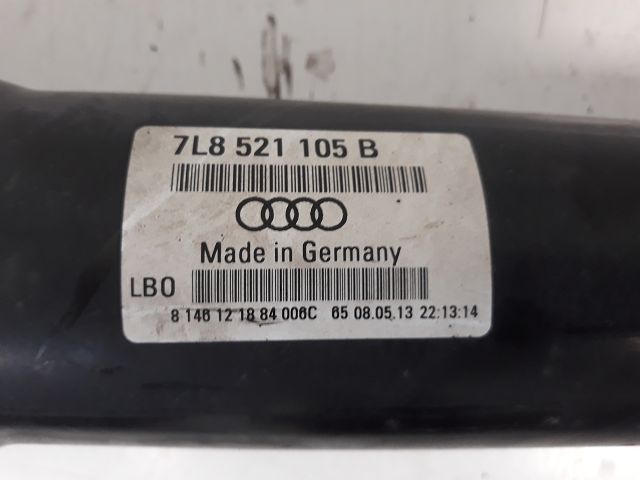 7L8 521 105 B
Made in Germany
LBO
8 146 12 18 84 006C 65 08.05.13 22:13:14